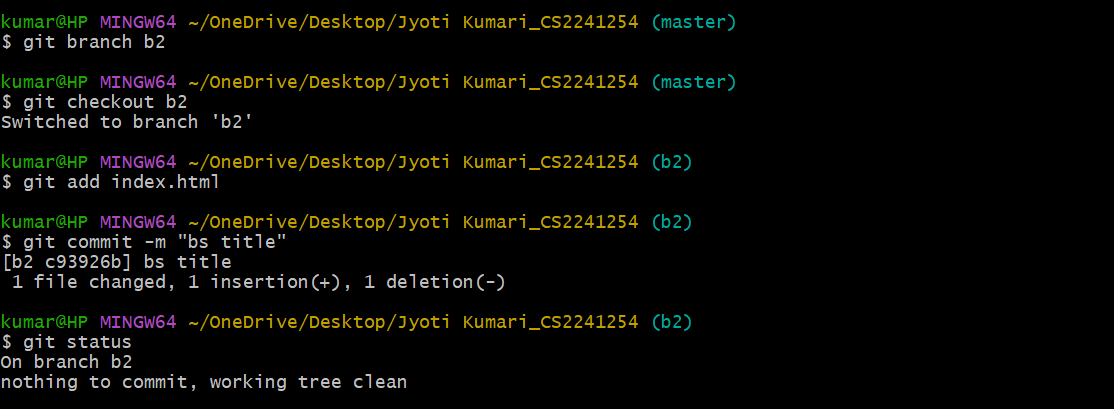 kumar@HP MINGW64 ~/OneDrive/Desktop/Jyoti Kumari_CS2241254 (master)
$ git branch b2
kumar@HP MINGW64 ~/OneDrive/Desktop/Jyoti Kumari_CS2241254 (master)
$ git checkout b2
Switched to branch 'b2'
kumar@HP MINGW64 ~/OneDrive/Desktop/Jyoti Kumari_CS2241254 (b2)
$ git add index.html
kumar@HP MINGW64 ~/OneDrive/Desktop/Jyoti Kumari_CS2241254 (b2)
$ git commit -m "bs title"
[b2 c93926b] bs title
 1 file changed, 1 insertion(+), 1 deletion(-)
kumar@HP MINGW64 ~/OneDrive/Desktop/Jyoti Kumari_CS2241254 (b2)
$ git status
On branch b2
nothing to commit, working tree clean